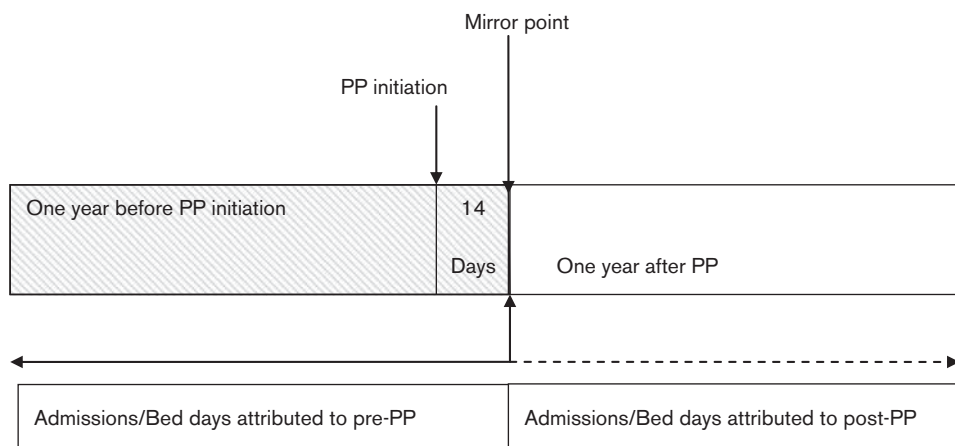 Mirror point
PP initiation
One year before PP initiation
14
Days
One year after PP
Admissions/Bed days attributed to pre-PP
Admissions/Bed days attributed to post-PP